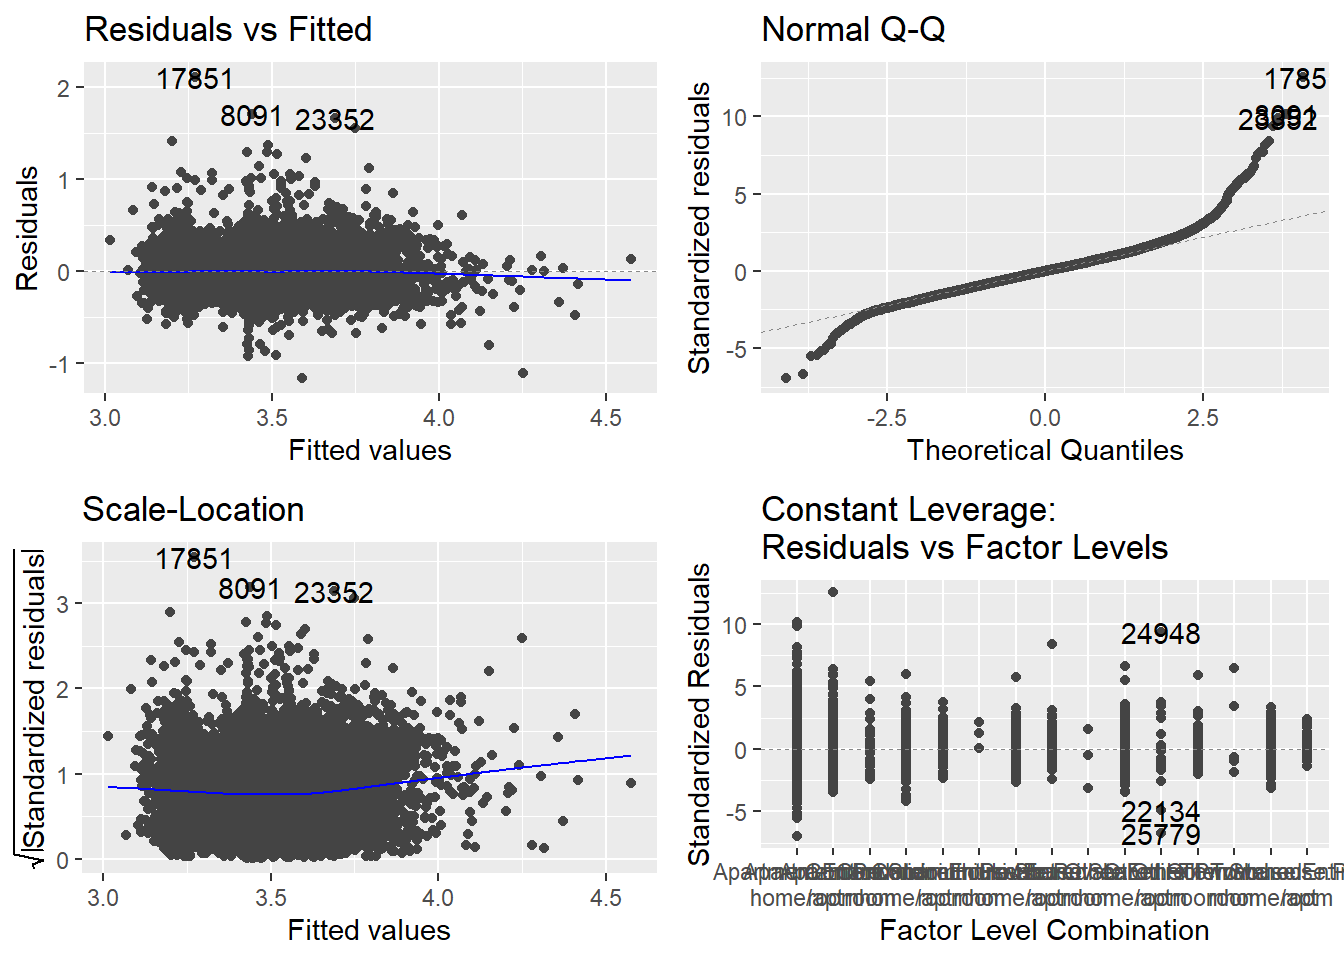 Residuals vs Fitted
17851
8091 23352
2
1
0
-1
Residuals
3.0 3.5 4.0 4.5
Fitted values
Normal Q-Q
1785
10
5
0
-5
Standardized residuals
-2.5 0.0 2.5
Theoretical Quantiles
Scale-Location
17851
8091 23352
3
2
1
0
√|Standardized residuals|
3.0 3.5 4.0 4.5
Fitted values
Constant Leverage:
Residuals vs Factor Levels
24948
22134
25779
10
5
0
-5
Standardized Residuals
Factor Level Combination